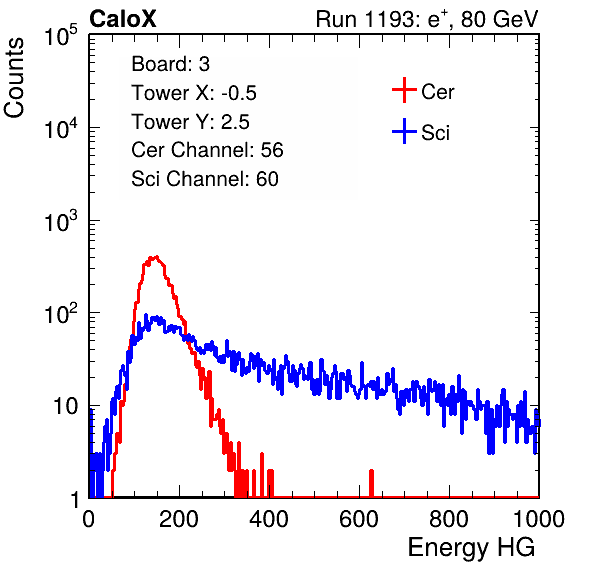 CaloX Run 1193: e⁺, 80 GeV
Counts
Board: 3
Tower X: -0.5
Tower Y: 2.5
Cer Channel: 56
Sci Channel: 60
Cer
Sci
10⁵
10⁴
10³
10²
10
1
0 200 400 600 800 1000
Energy HG